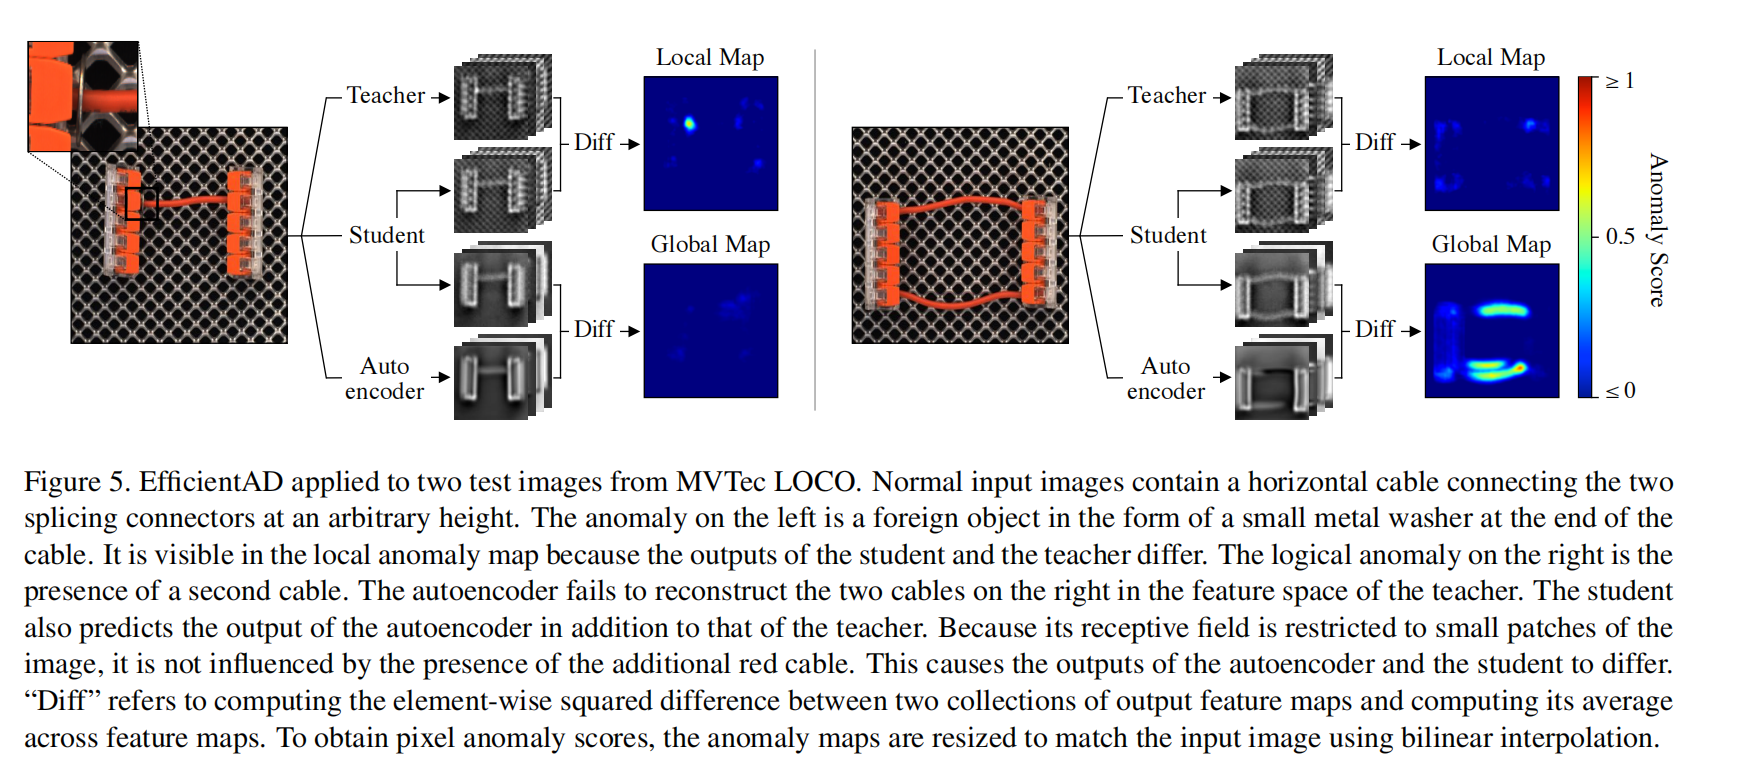 Local Map
Teacher
Diff
Student
Global Map
Diff
Auto
encoder
Local Map
Teacher
Diff
Student
Global Map
Diff
Auto
encoder
≥ 1
0.5
≤ 0
Anomaly Score
Figure 5. EfficientAD applied to two test images from MVTec LOCO. Normal input images contain a horizontal cable connecting the two
splicing connectors at an arbitrary height. The anomaly on the left is a foreign object in the form of a small metal washer at the end of the
cable. It is visible in the local anomaly map because the outputs of the student and the teacher differ. The logical anomaly on the right is the
presence of a second cable. The autoencoder fails to reconstruct the two cables on the right in the feature space of the teacher. The student
also predicts the output of the autoencoder in addition to that of the teacher. Because its receptive field is restricted to small patches of the
image, it is not influenced by the presence of the additional red cable. This causes the outputs of the autoencoder and the student to differ.
“Diff” refers to computing the element-wise squared difference between two collections of output feature maps and computing its average
across feature maps. To obtain pixel anomaly scores, the anomaly maps are resized to match the input image using bilinear interpolation.